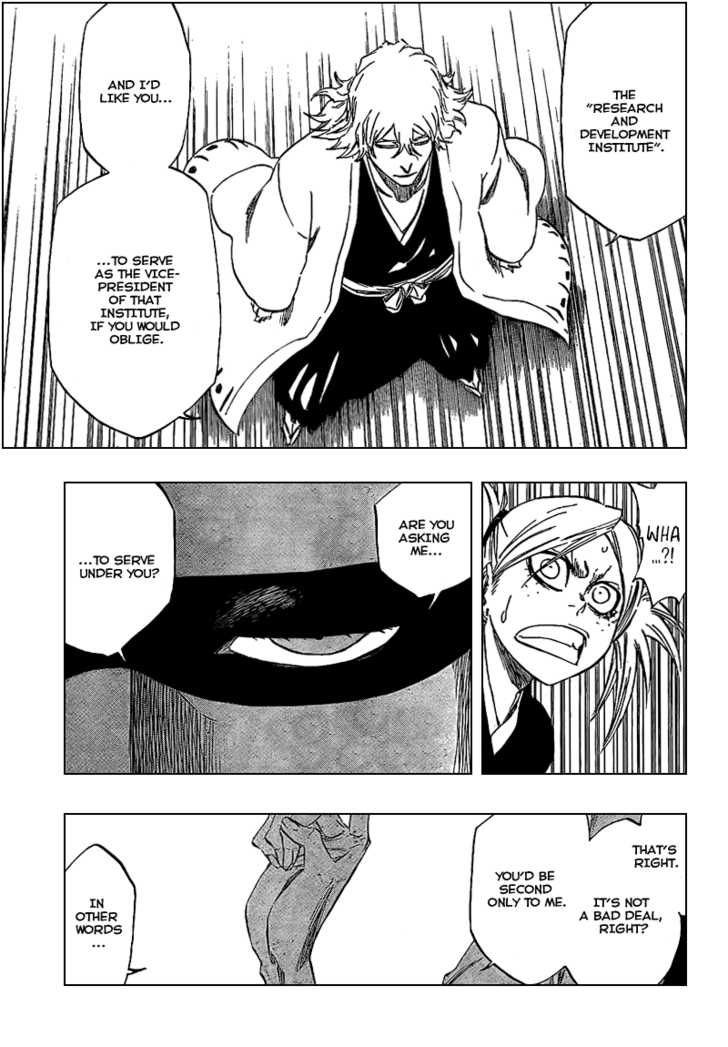 THE
"RESEARCH
AND
DEVELOPMENT
INSTITUTE".
AND I'D
LIKE YOU...
...TO SERVE
AS THE VICE-
PRESIDENT
OF THAT
INSTITUTE,
IF YOU WOULD
OBLIGE.
WHA
...?!
ARE YOU
ASKING
ME...
...TO SERVE
UNDER YOU?
THAT'S
RIGHT.
IT'S NOT
A BAD DEAL,
RIGHT?
YOU'D BE
SECOND
ONLY TO ME.
IN
OTHER
WORDS
...